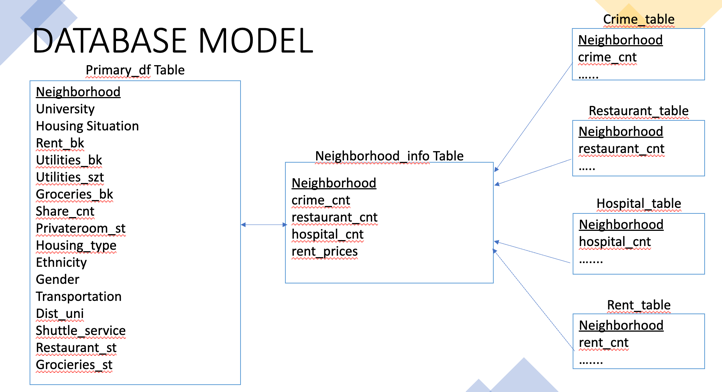 DATABASE MODEL
Primary_df Table
Neighborhood
University
Housing Situation
Rent_bk
Utilities_bk
Utilities_szt
Groceries_bk
Share_cnt
Privateroom_st
Housing_type
Ethnicity
Gender
Transportation
Dist_uni
Shuttle_service
Restaurant_st
Grocieries_st
Neighborhood_info Table
Neighborhood
crime_cnt
restaurant_cnt
hospital_cnt
rent_prices
Crime_table
Neighborhood
crime_cnt
......
Restaurant_table
Neighborhood
restaurant_cnt
.....
Hospital_table
Neighborhood
hospital_cnt
.......
Rent_table
Neighborhood
rent_cnt
.......